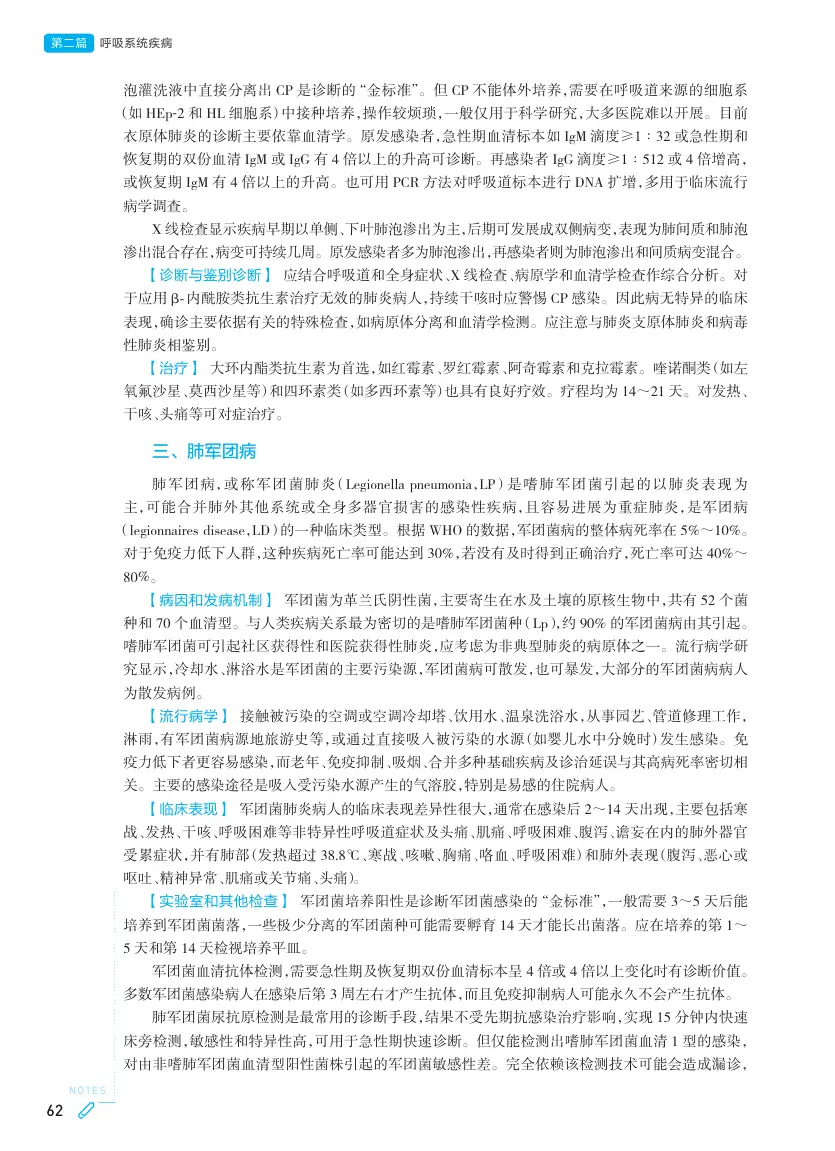 第二篇 呼吸系统疾病
泡灌洗液中直接分离出 CP 是诊断的“金标准”。但 CP 不能体外培养,需要在呼吸道来源的细胞系
(如 HEp-2 和 HL 细胞系)中接种培养,操作较烦琐,一般仅用于科学研究,大多医院难以开展。目前
衣原体肺炎的诊断主要依靠血清学。原发感染者,急性期血清标本如 IgM 滴度≥1∶32 或急性期和
恢复期的双份血清 IgM 或 IgG 有 4 倍以上的升高可诊断。再感染者 IgG 滴度≥1∶512 或 4 倍增高,
或恢复期 IgM 有 4 倍以上的升高。也可用 PCR 方法对呼吸道标本进行 DNA 扩增,多用于临床流行
病学调查。
X 线检查显示疾病早期以单侧、下叶肺泡渗出为主,后期可发展成双侧病变,表现为肺间质和肺泡
渗出混合存在,病变可持续几周。原发感染者多为肺泡渗出,再感染者则为肺泡渗出和间质病变混合。
【诊断与鉴别诊断】 应结合呼吸道和全身症状、X 线检查、病原学和血清学检查作综合分析。对
于应用 β- 内酰胺类抗生素治疗无效的肺炎病人,持续干咳时应警惕 CP 感染。因此病无特异的临床
表现,确诊主要依据有关的特殊检查,如病原体分离和血清学检测。应注意与肺炎支原体肺炎和病毒
性肺炎相鉴别。
【治疗】 大环内酯类抗生素为首选,如红霉素、罗红霉素、阿奇霉素和克拉霉素。喹诺酮类(如左
氧氟沙星、莫西沙星等)和四环素类(如多西环素等)也具有良好疗效。疗程均为 14～21 天。对发热、
干咳、头痛等可对症治疗。
三、肺军团病
肺军团病,或称军团菌肺炎(Legionella pneumonia,LP)是嗜肺军团菌引起的以肺炎表现为
主,可能合并肺外其他系统或全身多器官损害的感染性疾病,且容易进展为重症肺炎,是军团病
(legionnaires disease,LD)的一种临床类型。根据 WHO 的数据,军团菌病的整体病死率在 5%～10%。
对于免疫力低下人群,这种疾病死亡率可能达到 30%,若没有及时得到正确治疗,死亡率可达 40%～
80%。
【病因和发病机制】 军团菌为革兰氏阴性菌,主要寄生在水及土壤的原核生物中,共有 52 个菌
种和 70 个血清型。与人类疾病关系最为密切的是嗜肺军团菌种(Lp),约 90% 的军团菌病由其引起。
嗜肺军团菌可引起社区获得性和医院获得性肺炎,应考虑为非典型肺炎的病原体之一。流行病学研
究显示,冷却水、淋浴水是军团菌的主要污染源,军团菌病可散发,也可暴发,大部分的军团菌病病人
为散发病例。
【流行病学】 接触被污染的空调或空调冷却塔、饮用水、温泉洗浴水,从事园艺、管道修理工作,
淋雨,有军团菌病源地旅游史等,或通过直接吸入被污染的水源(如婴儿水中分娩时)发生感染。免
疫力低下者更容易感染,而老年、免疫抑制、吸烟、合并多种基础疾病及诊治延误与其高病死率密切相
关。主要的感染途径是吸入受污染水源产生的气溶胶,特别是易感的住院病人。
【临床表现】 军团菌肺炎病人的临床表现差异性很大,通常在感染后 2～14 天出现,主要包括寒
战、发热、干咳、呼吸困难等非特异性呼吸道症状及头痛、肌痛、呼吸困难、腹泻、谵妄在内的肺外器官
受累症状,并有肺部(发热超过 38.8℃、寒战、咳嗽、胸痛、咯血、呼吸困难)和肺外表现(腹泻、恶心或
呕吐、精神异常、肌痛或关节痛、头痛)。
【实验室和其他检查】 军团菌培养阳性是诊断军团菌感染的“金标准”,一般需要 3～5 天后能
培养到军团菌菌落,一些极少分离的军团菌种可能需要孵育 14 天才能长出菌落。应在培养的第 1～
5 天和第 14 天检视培养平皿。
军团菌血清抗体检测,需要急性期及恢复期双份血清标本呈 4 倍或 4 倍以上变化时有诊断价值。
多数军团菌感染病人在感染后第 3 周左右才产生抗体,而且免疫抑制病人可能永久不会产生抗体。
肺军团菌尿抗原检测是最常用的诊断手段,结果不受先期抗感染治疗影响,实现 15 分钟内快速
床旁检测,敏感性和特异性高,可用于急性期快速诊断。但仅能检测出嗜肺军团菌血清 1 型的感染,
对由非嗜肺军团菌血清型阳性菌株引起的军团菌敏感性差。完全依赖该检测技术可能会造成漏诊,
NOTES
62